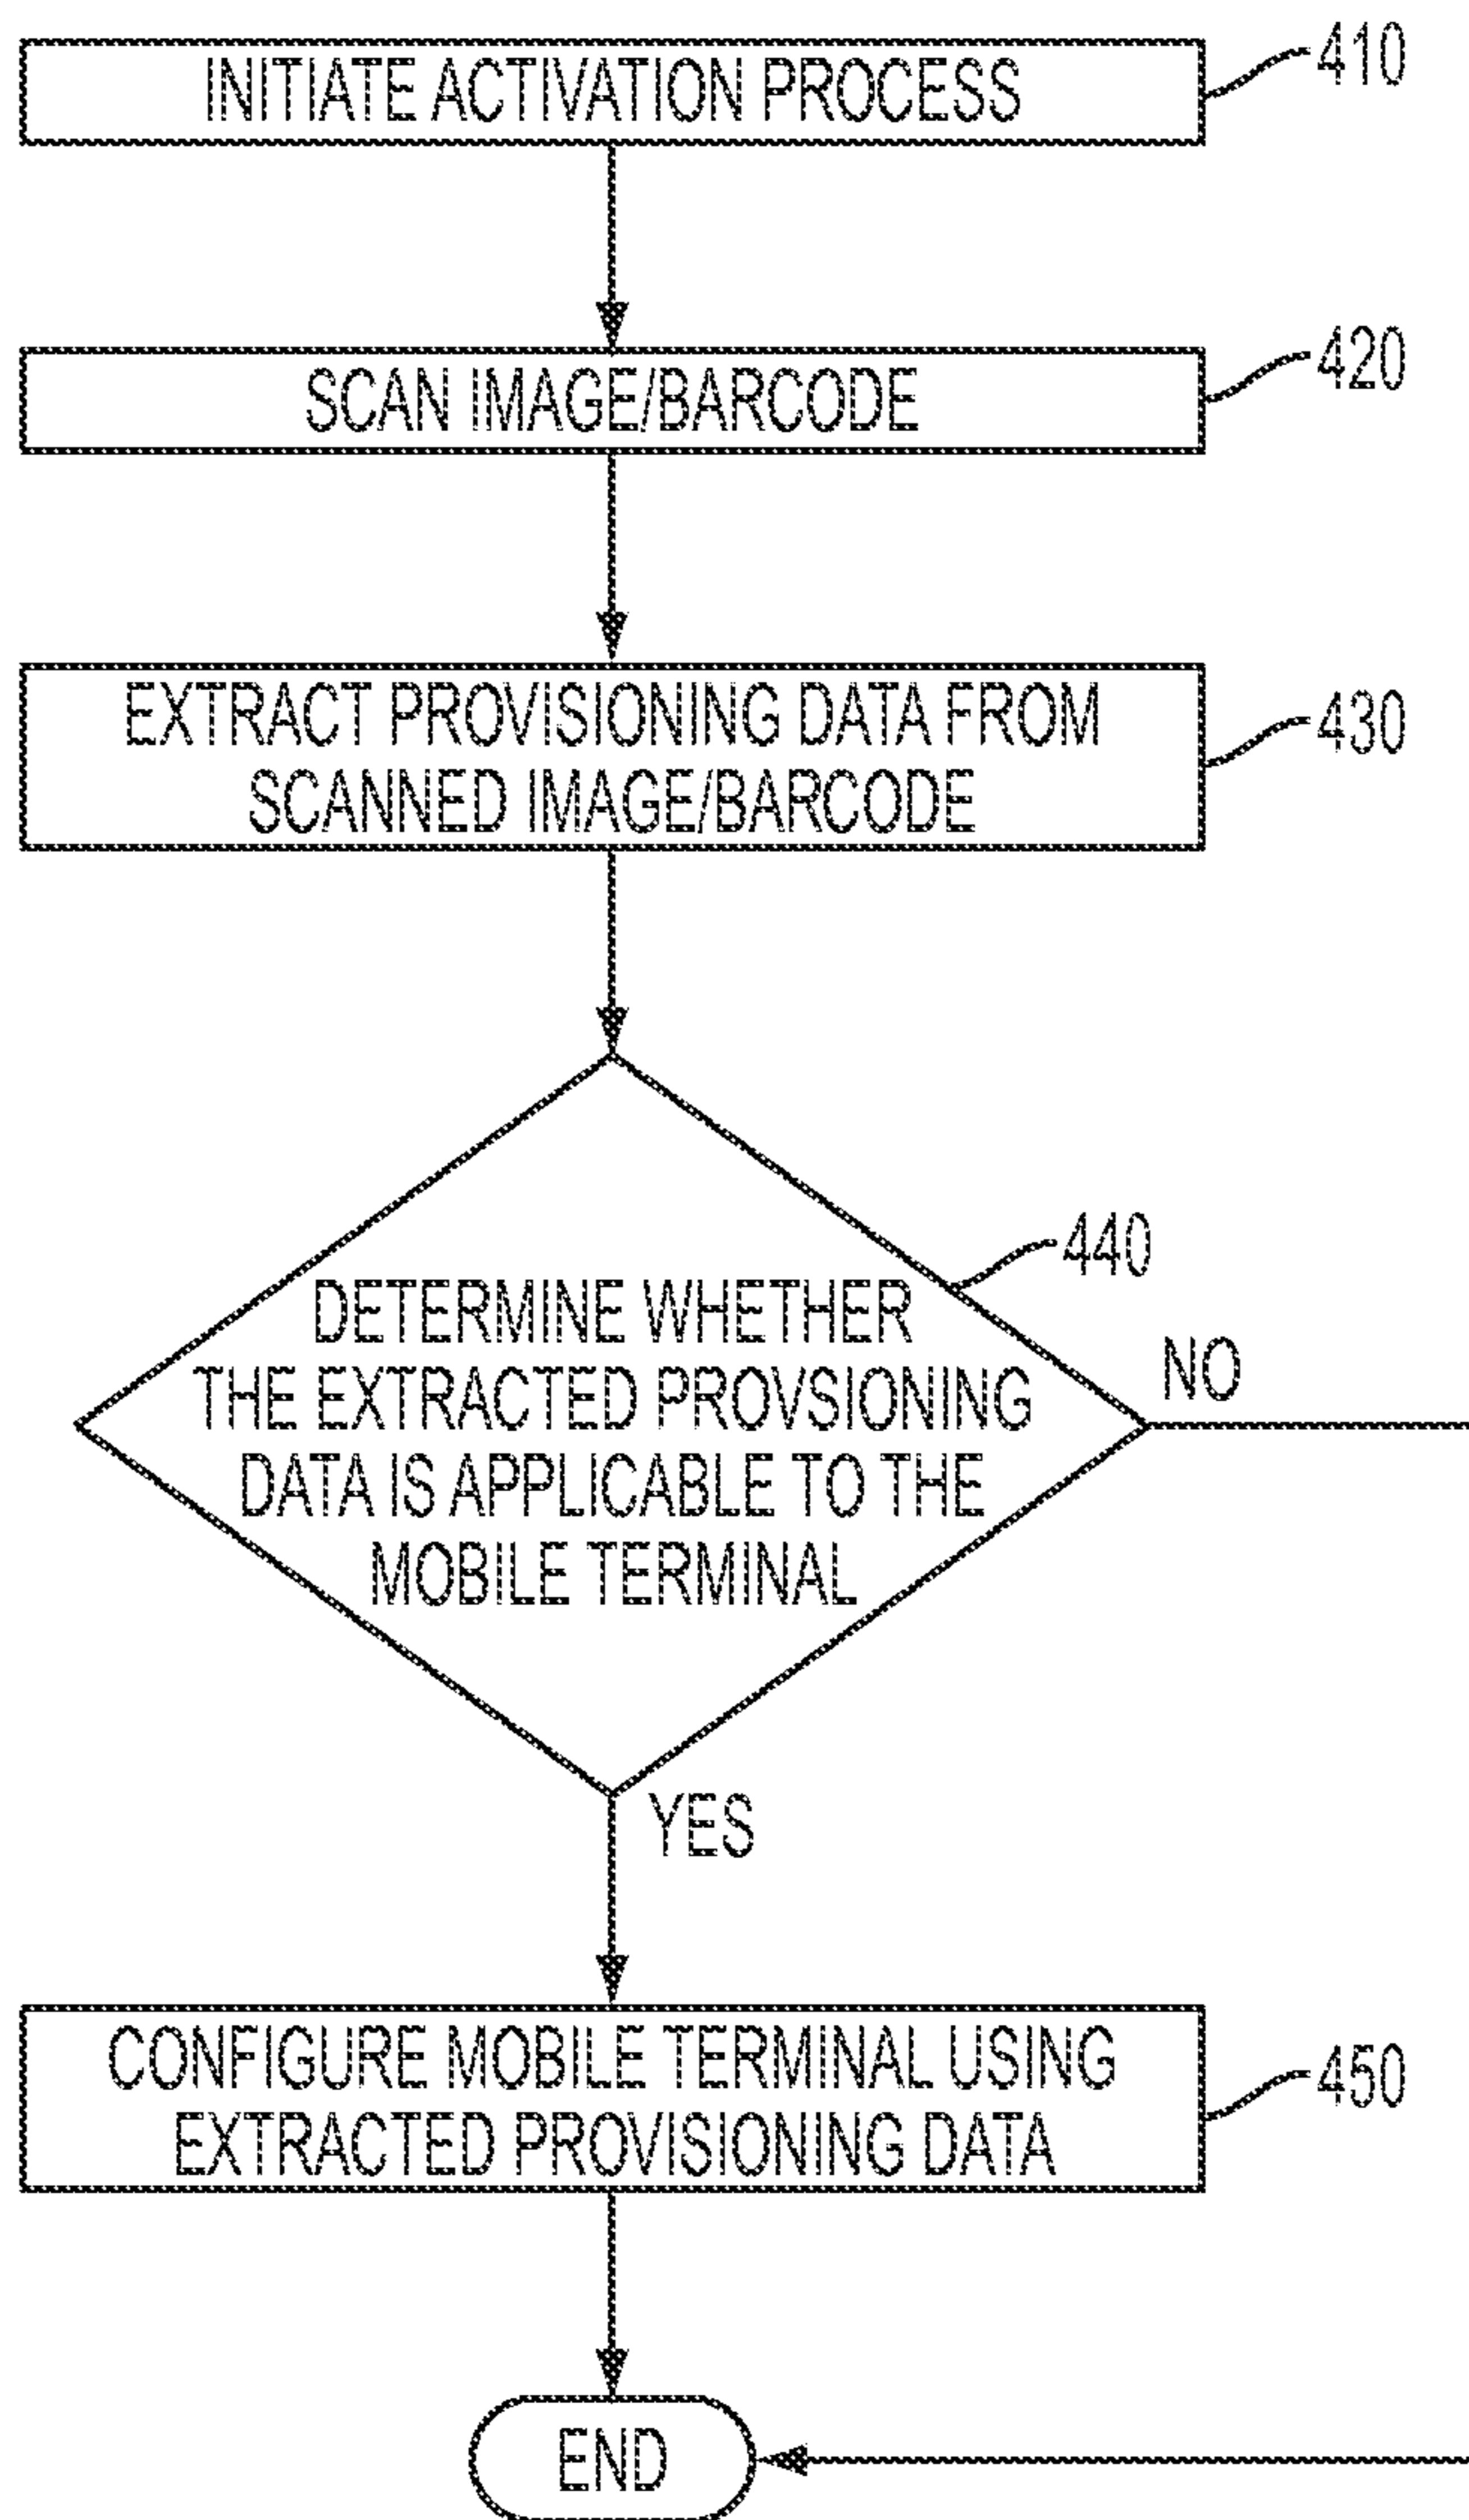 INITIATE ACTIVATION PROCESS
410
SCAN IMAGE/BARCODE
420
EXTRACT PROVISIONING DATA FROM
SCANNED IMAGE/BARCODE
430
440
DETERMINE WHETHER
THE EXTRACTED PROVSIONING
DATA IS APPLICABLE TO THE
MOBILE TERMINAL
NO
YES
CONFIGURE MOBILE TERMINAL USING
EXTRACTED PROVISIONING DATA
450
END